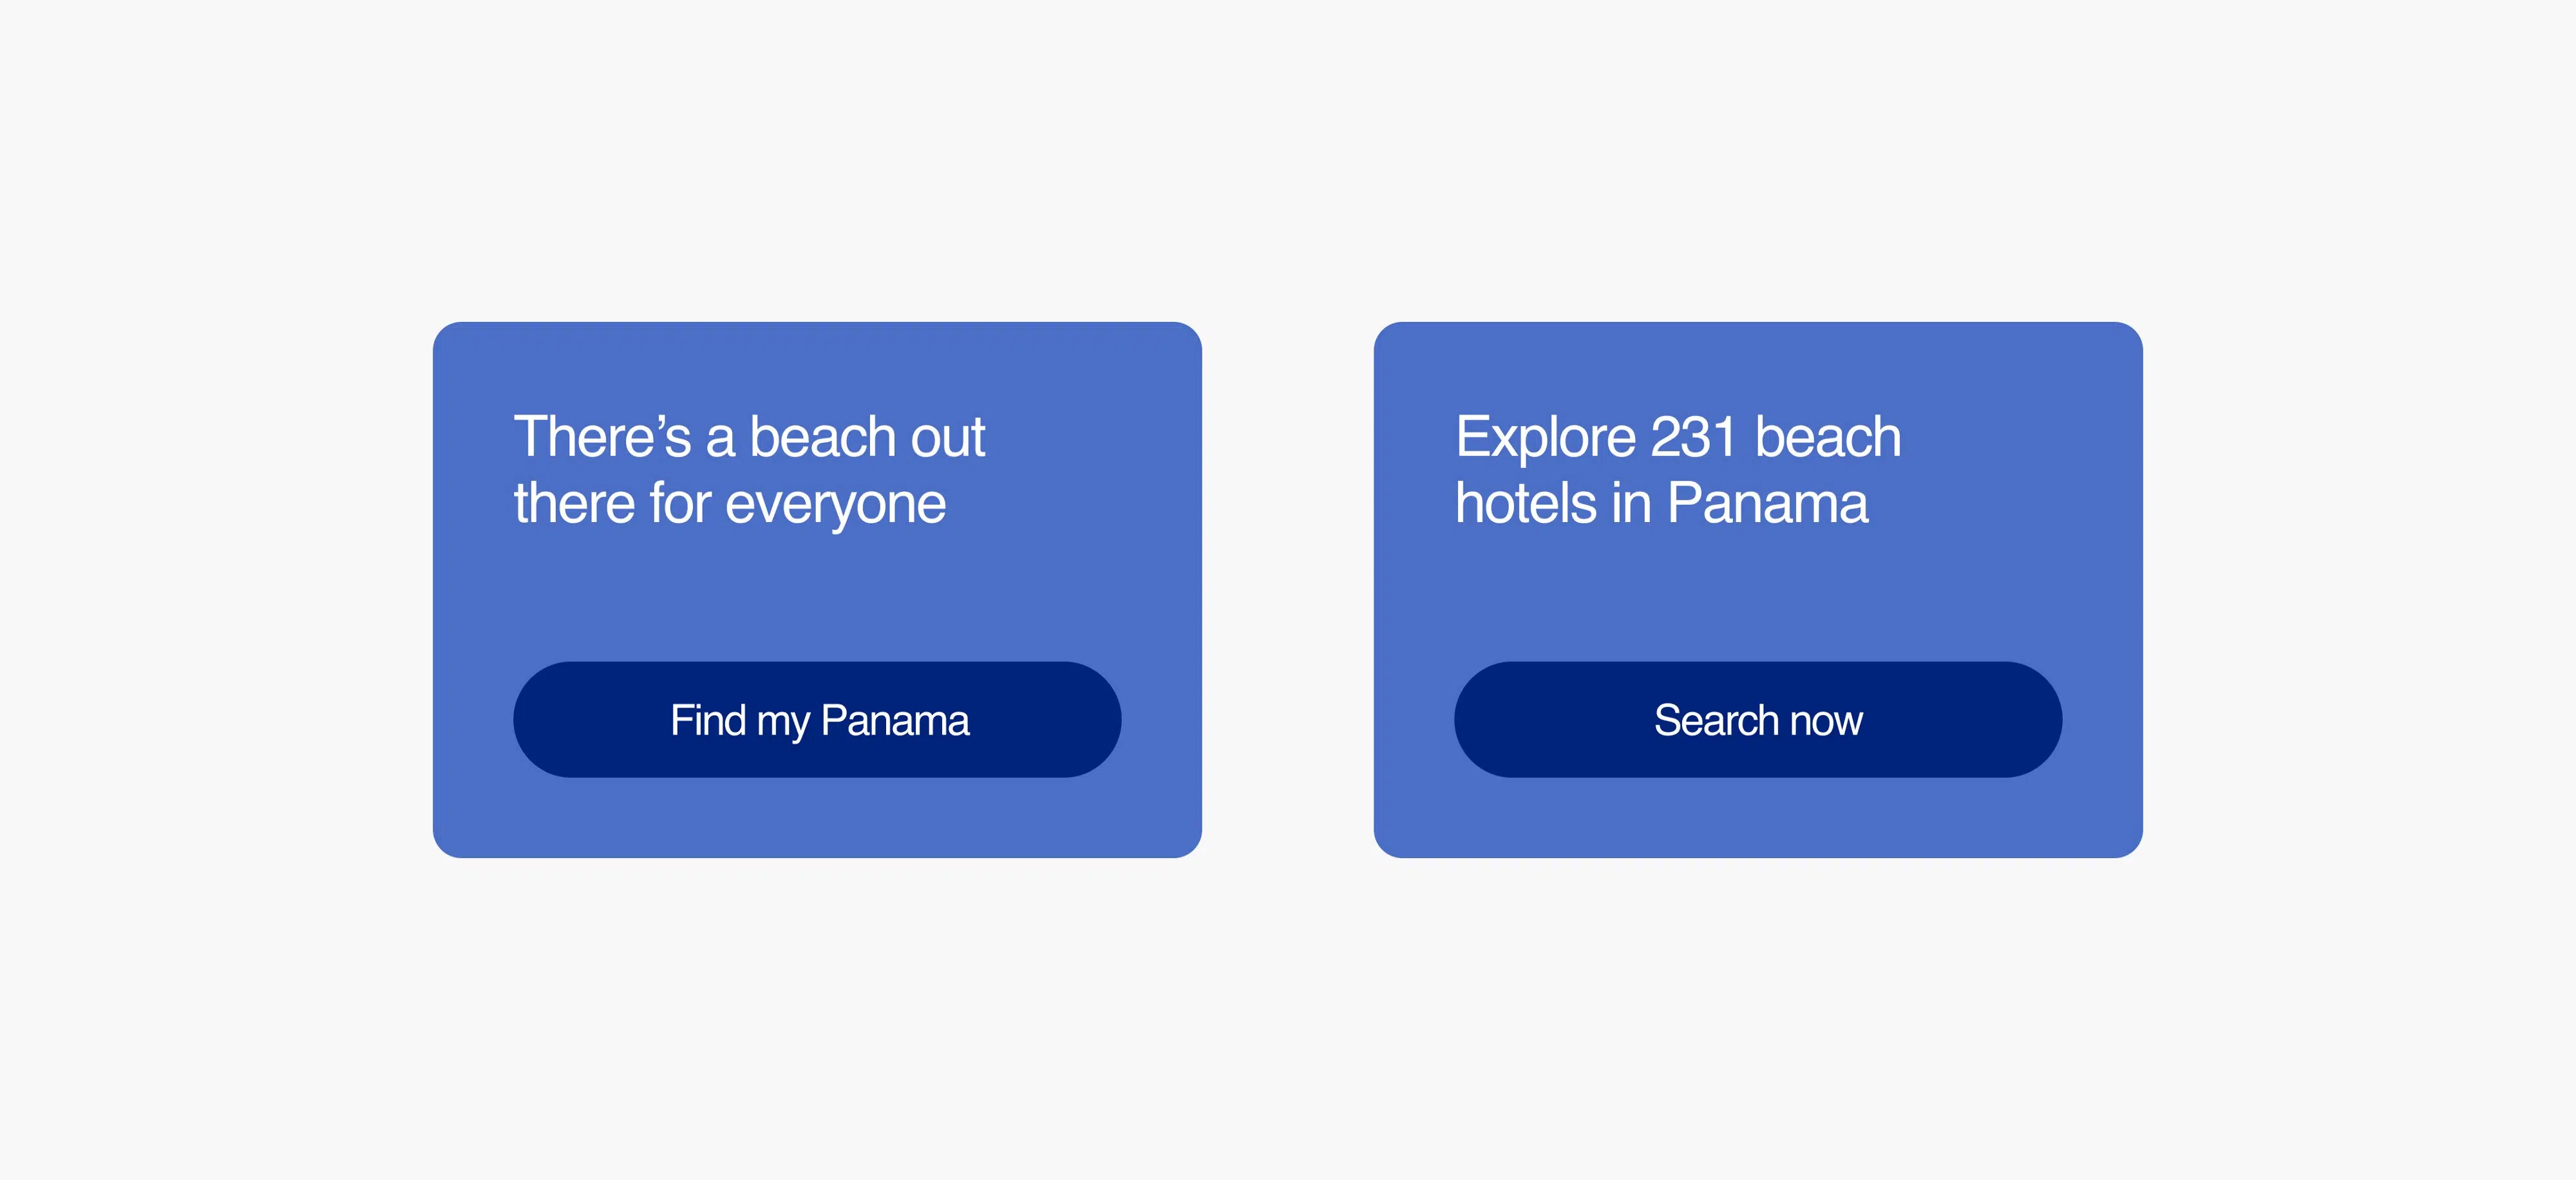 There’s a beach out
there for everyone
Find my Panama
Explore 231 beach
hotels in Panama
Search now